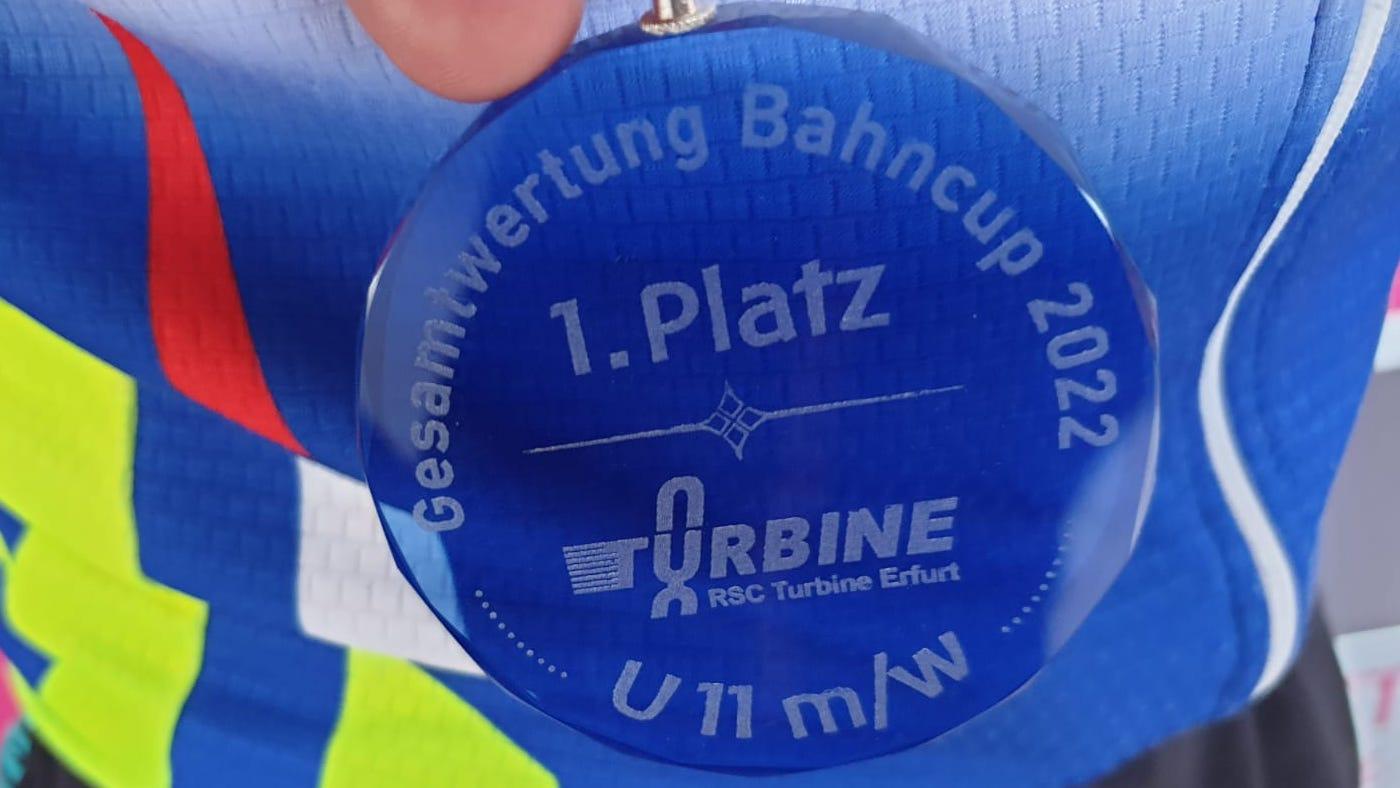 Gesamtwertung Bahncup 2022
1.Platz
TURBINE
RSC Turbine Erfurt
U 11 m/w